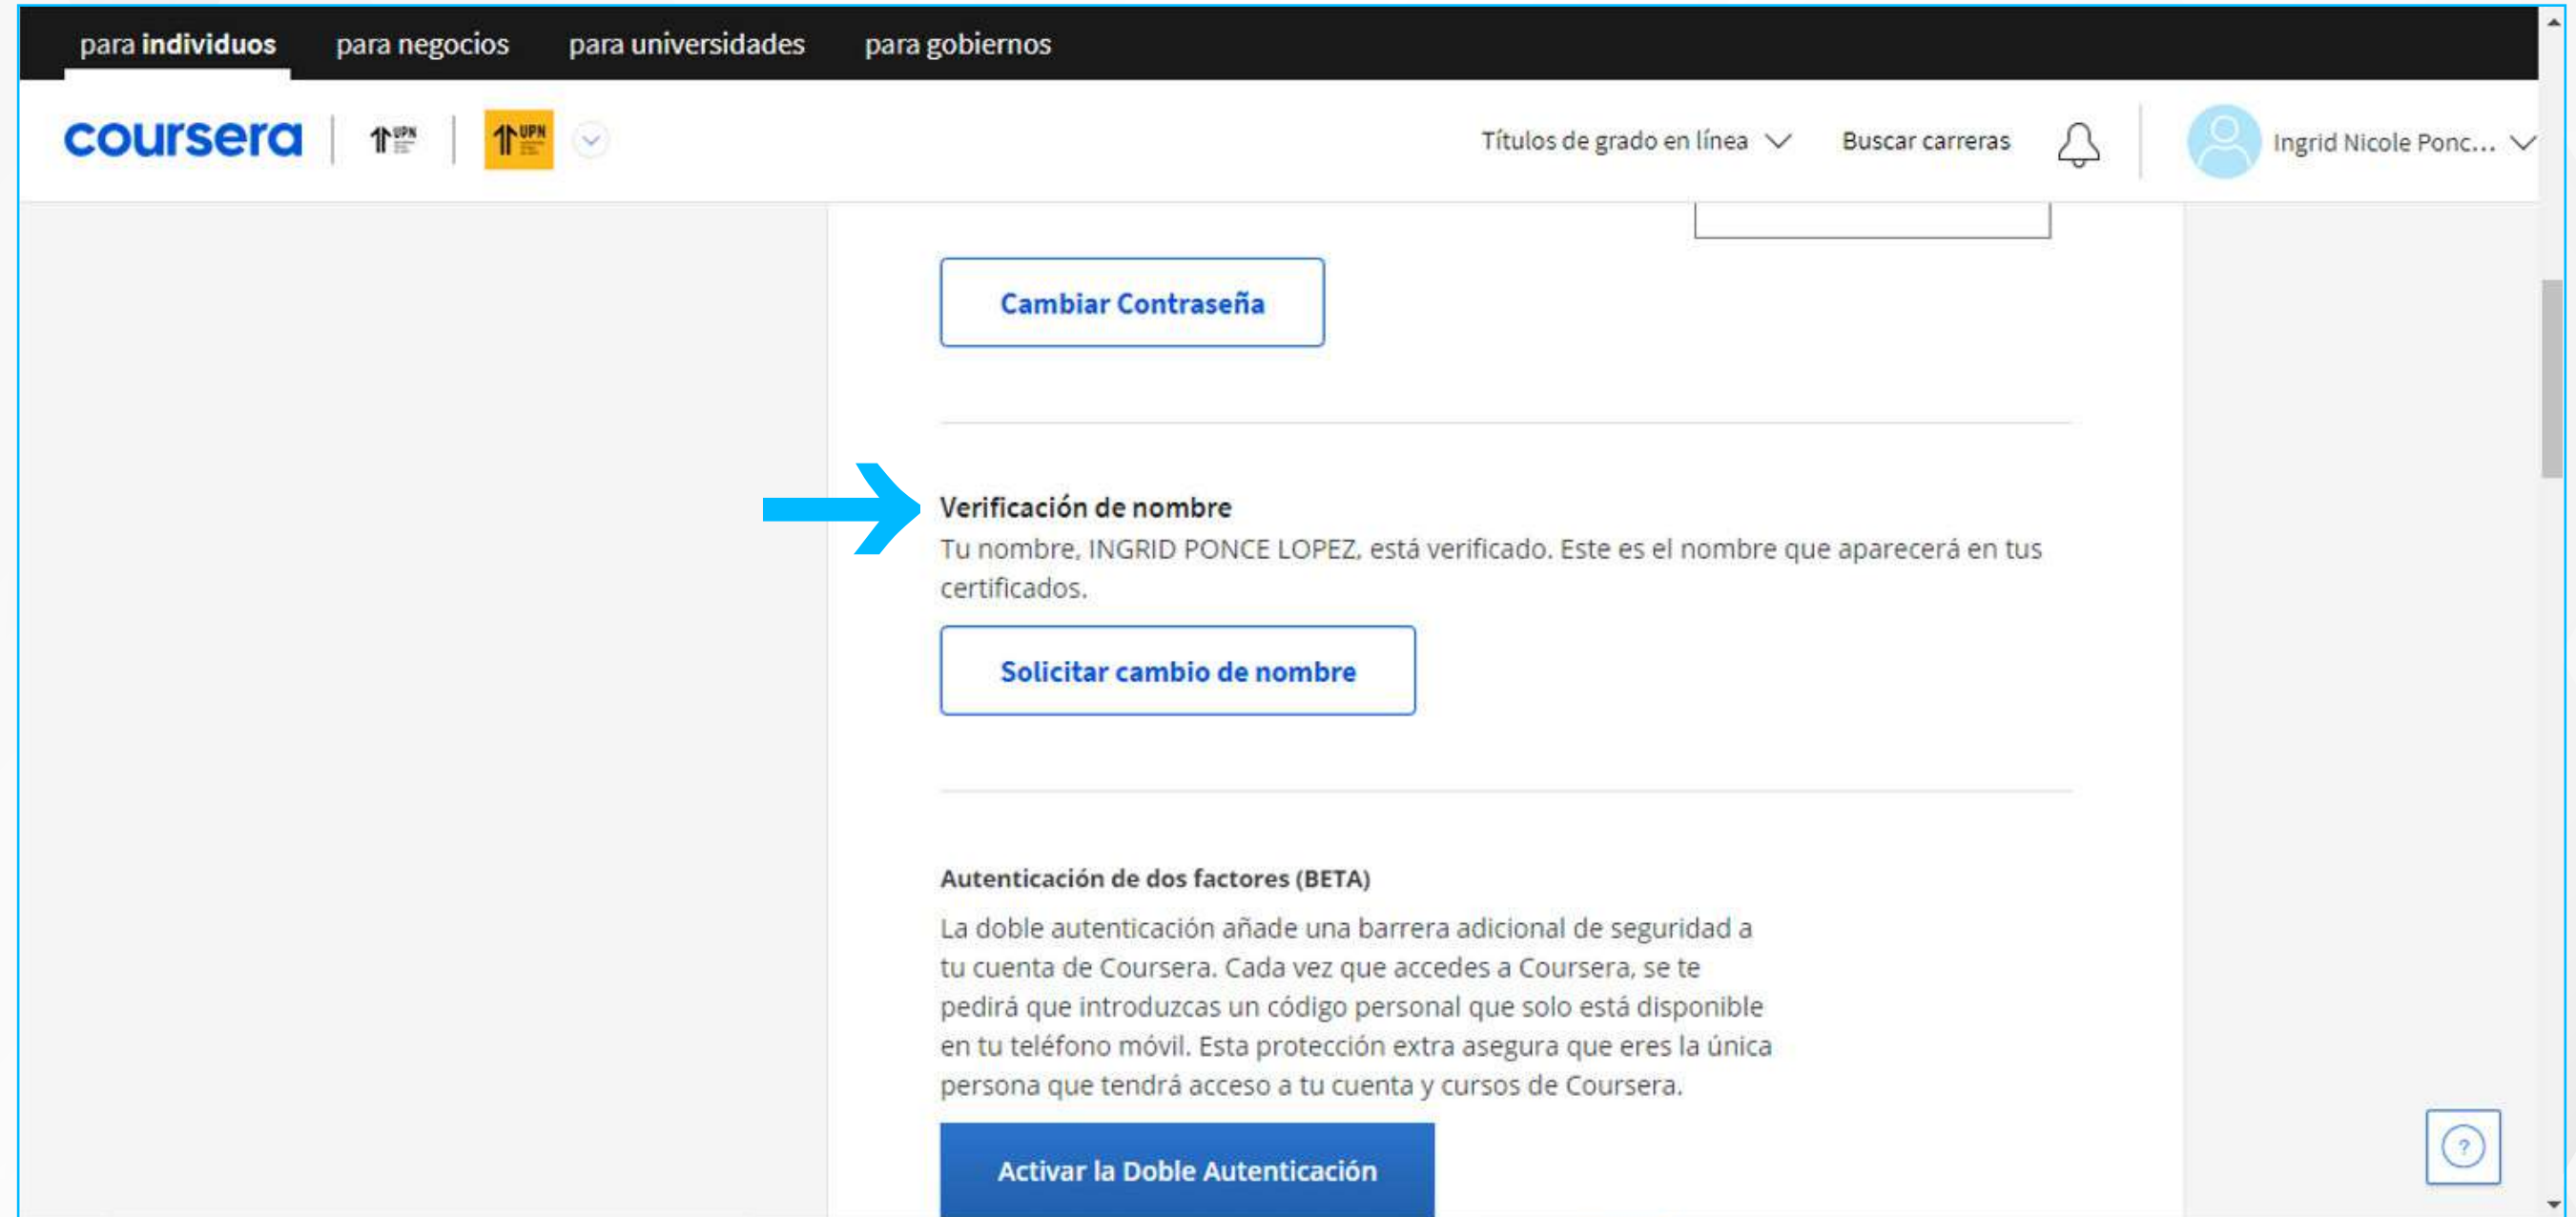 para individuos para negocios para universidades para gobiernos
coursera UPN UPN Títulos de grado en línea Buscar carreras Ingrid Nicole Ponc...
Cambiar Contraseña
Verificación de nombre
Tu nombre, INGRID PONCE LOPEZ, está verificado. Este es el nombre que aparecerá en tus
certificados.
Solicitar cambio de nombre
Autenticación de dos factores (BETA)
La doble autenticación añade una barrera adicional de seguridad a
tu cuenta de Coursera. Cada vez que accedes a Coursera, se te
pedirá que introduzcas un código personal que solo está disponible
en tu teléfono móvil. Esta protección extra asegura que eres la única
persona que tendrá acceso a tu cuenta y cursos de Coursera.
Activar la Doble Autenticación
?